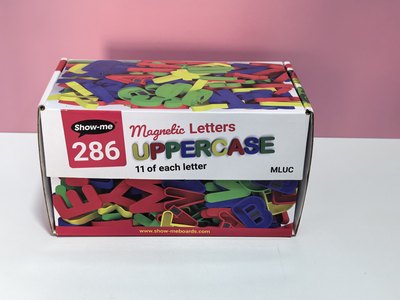 Show-me
286
Magnetic Letters
UPPERCASE
11 of each letter
MLUC
www.show-meboards.com